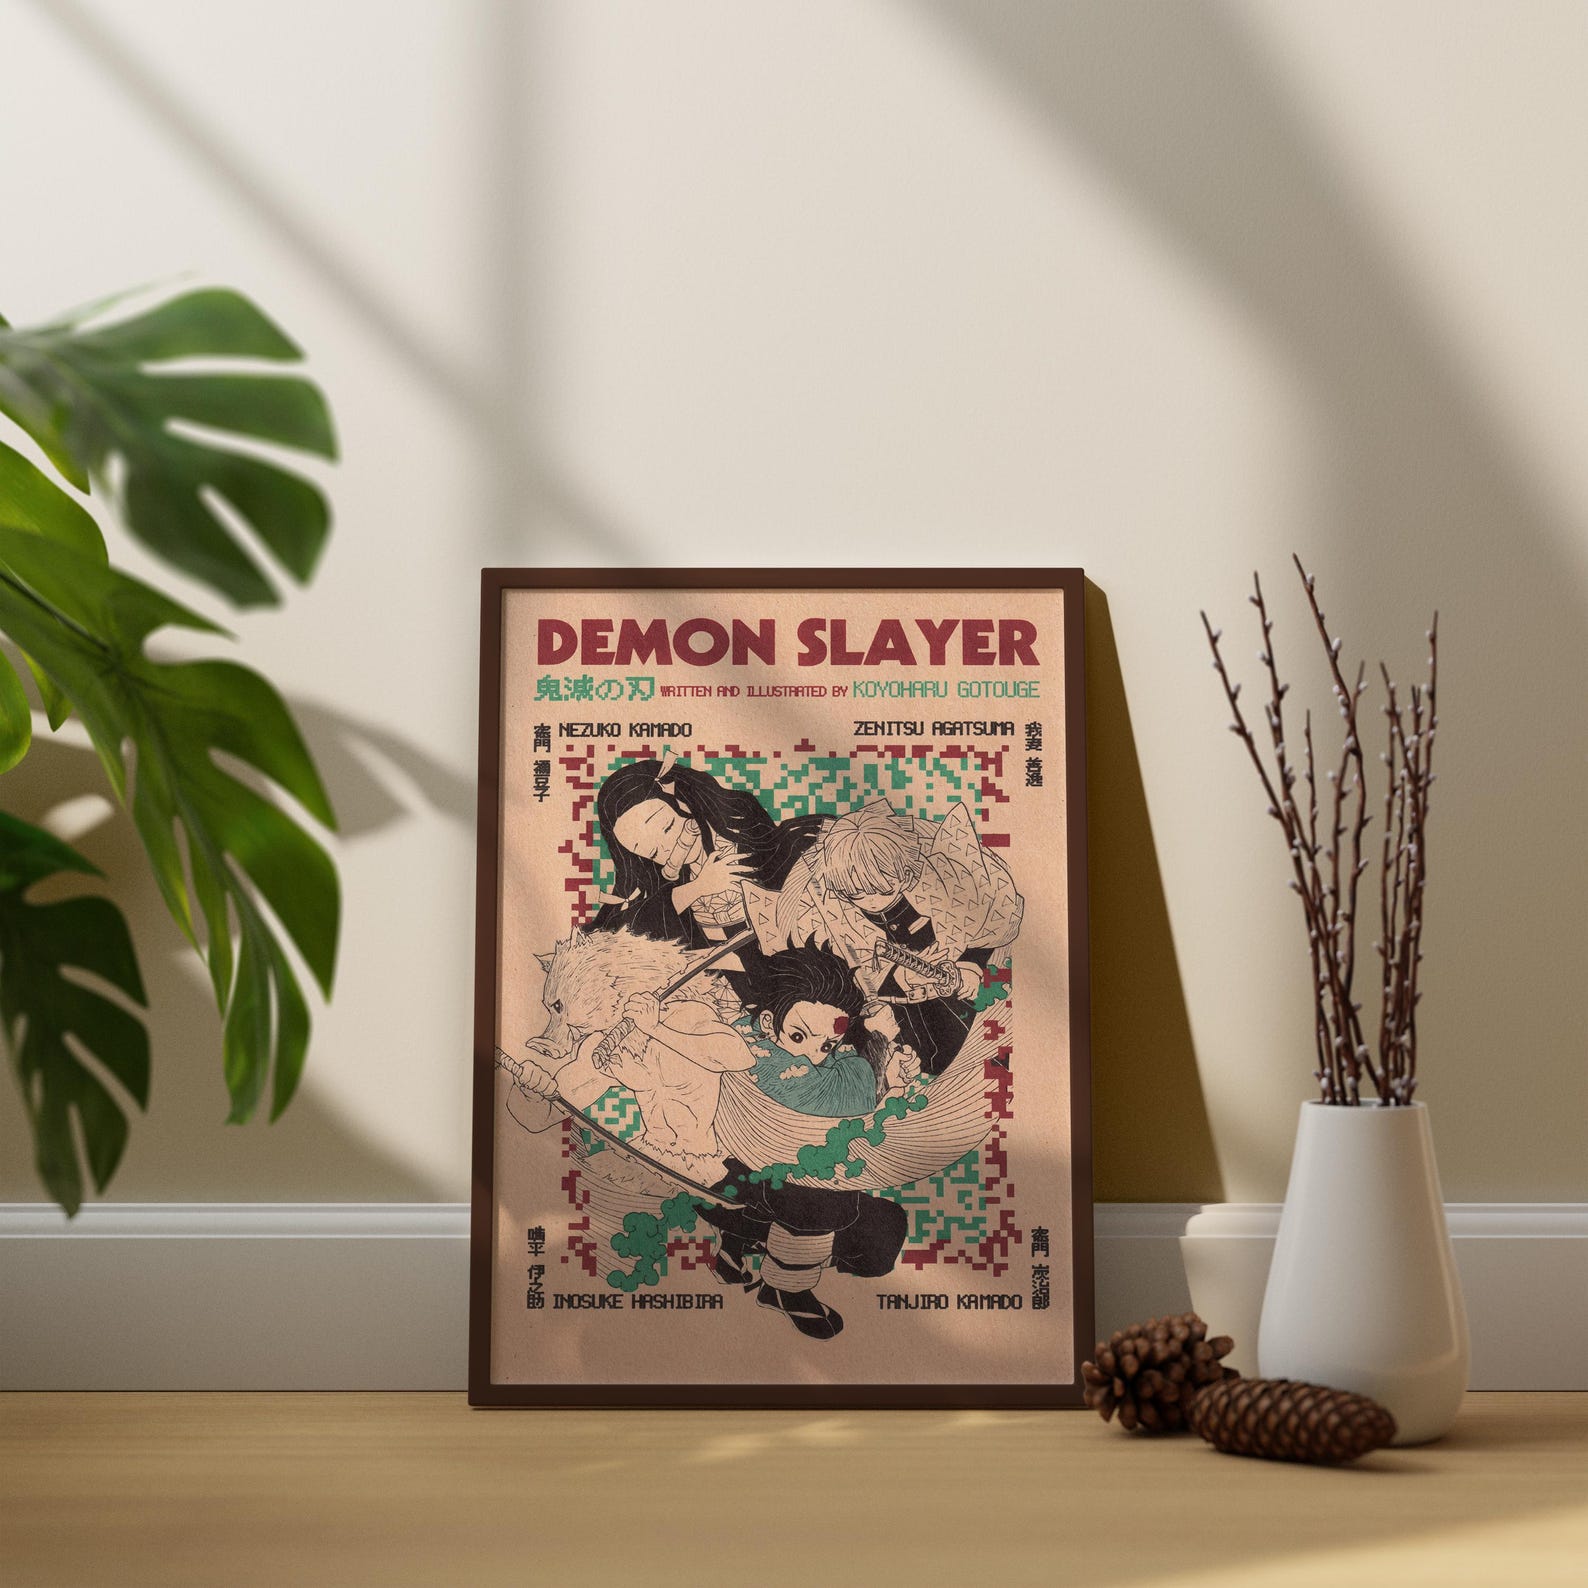 DEMON SLAYER
鬼滅の刃 WRITTEN AND ILLUSTRATED BY KOYOHARU GOTOUGE
竈門 禰豆子
NEZUKO KAMADO
ZENITSU AGATSUMA
我妻 善逸
嘴平 伊之助
INOSUKE HASHIBIRA
TANJIRO KAMADO
竈門 炭治郎